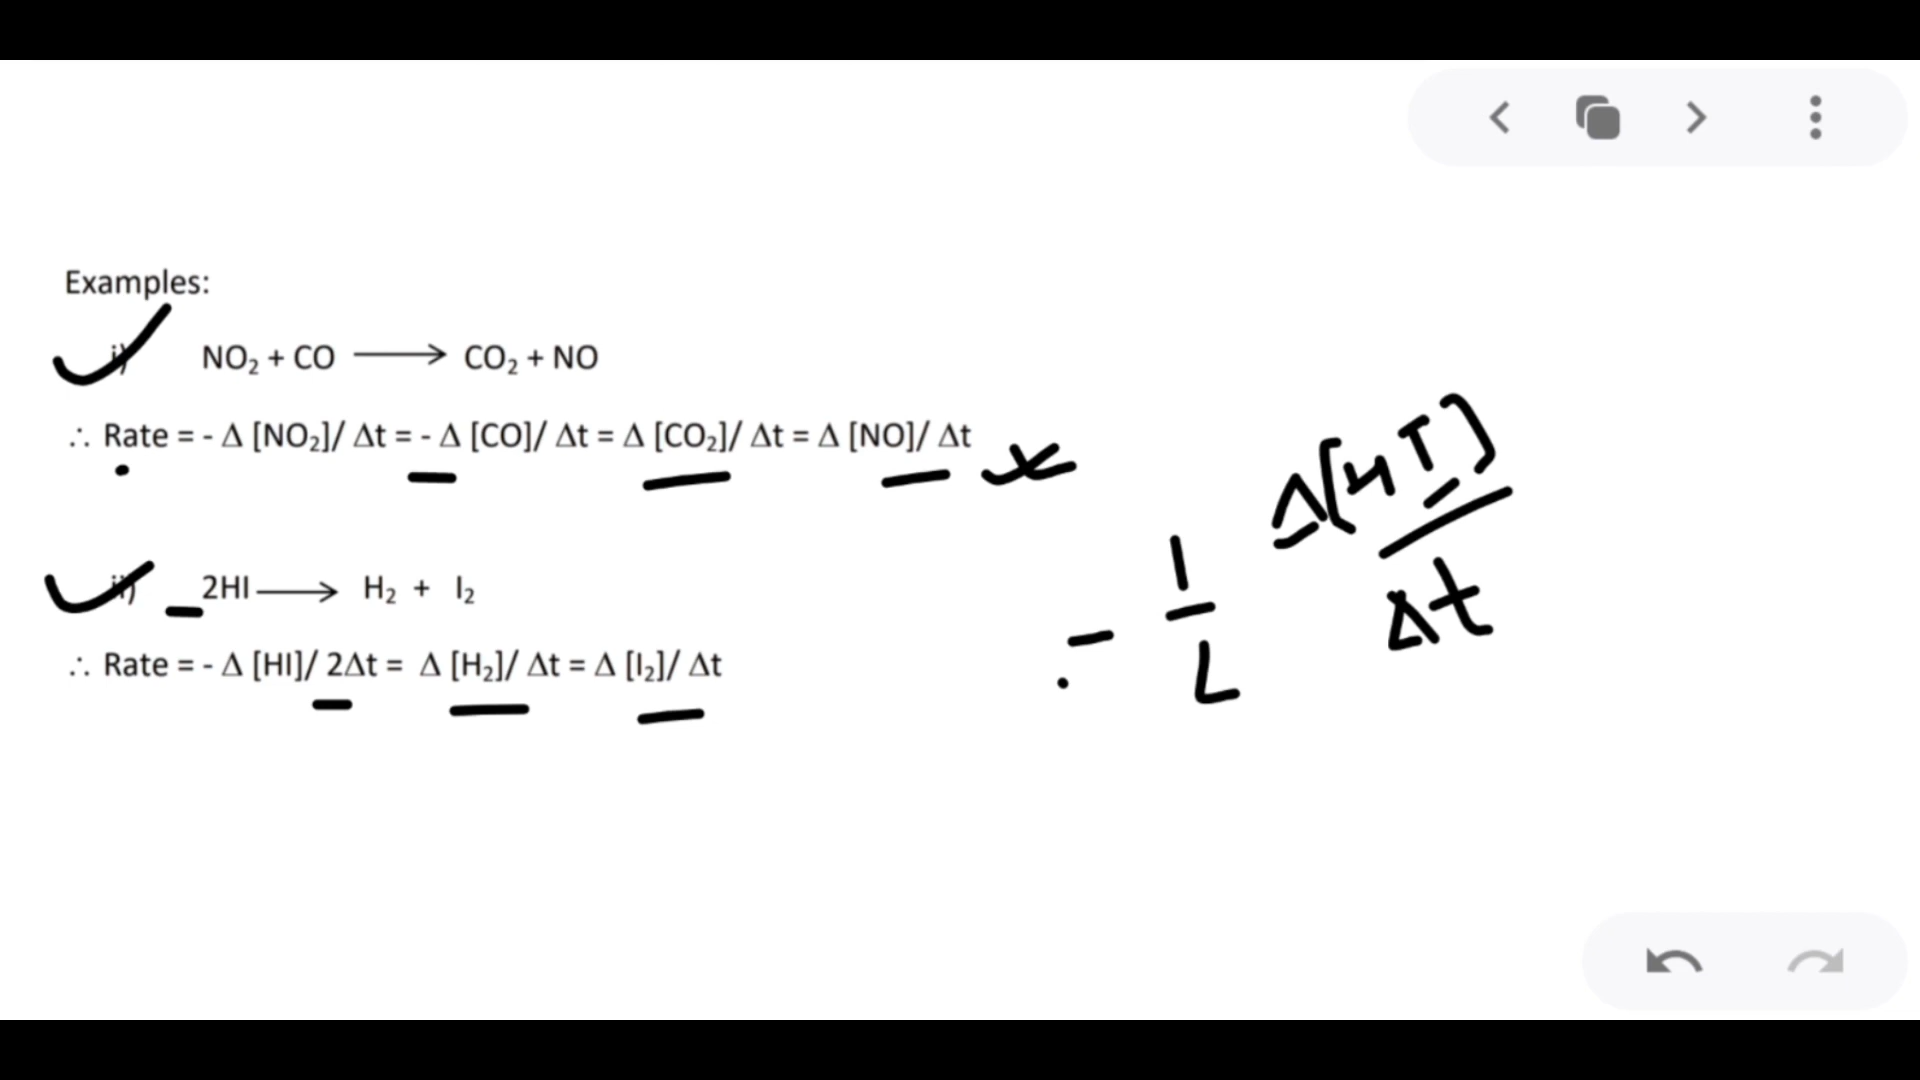 Examples:
i) NO₂ + CO ⟶ CO₂ + NO
∴ Rate = - Δ [NO₂]/ Δt = - Δ [CO]/ Δt = Δ [CO₂]/ Δt = Δ [NO]/ Δt
ii) 2HI ⟶ H₂ + I₂
∴ Rate = - Δ [HI]/ 2Δt = Δ [H₂]/ Δt = Δ [I₂]/ Δt
- 1/2 Δ[HI]/Δt